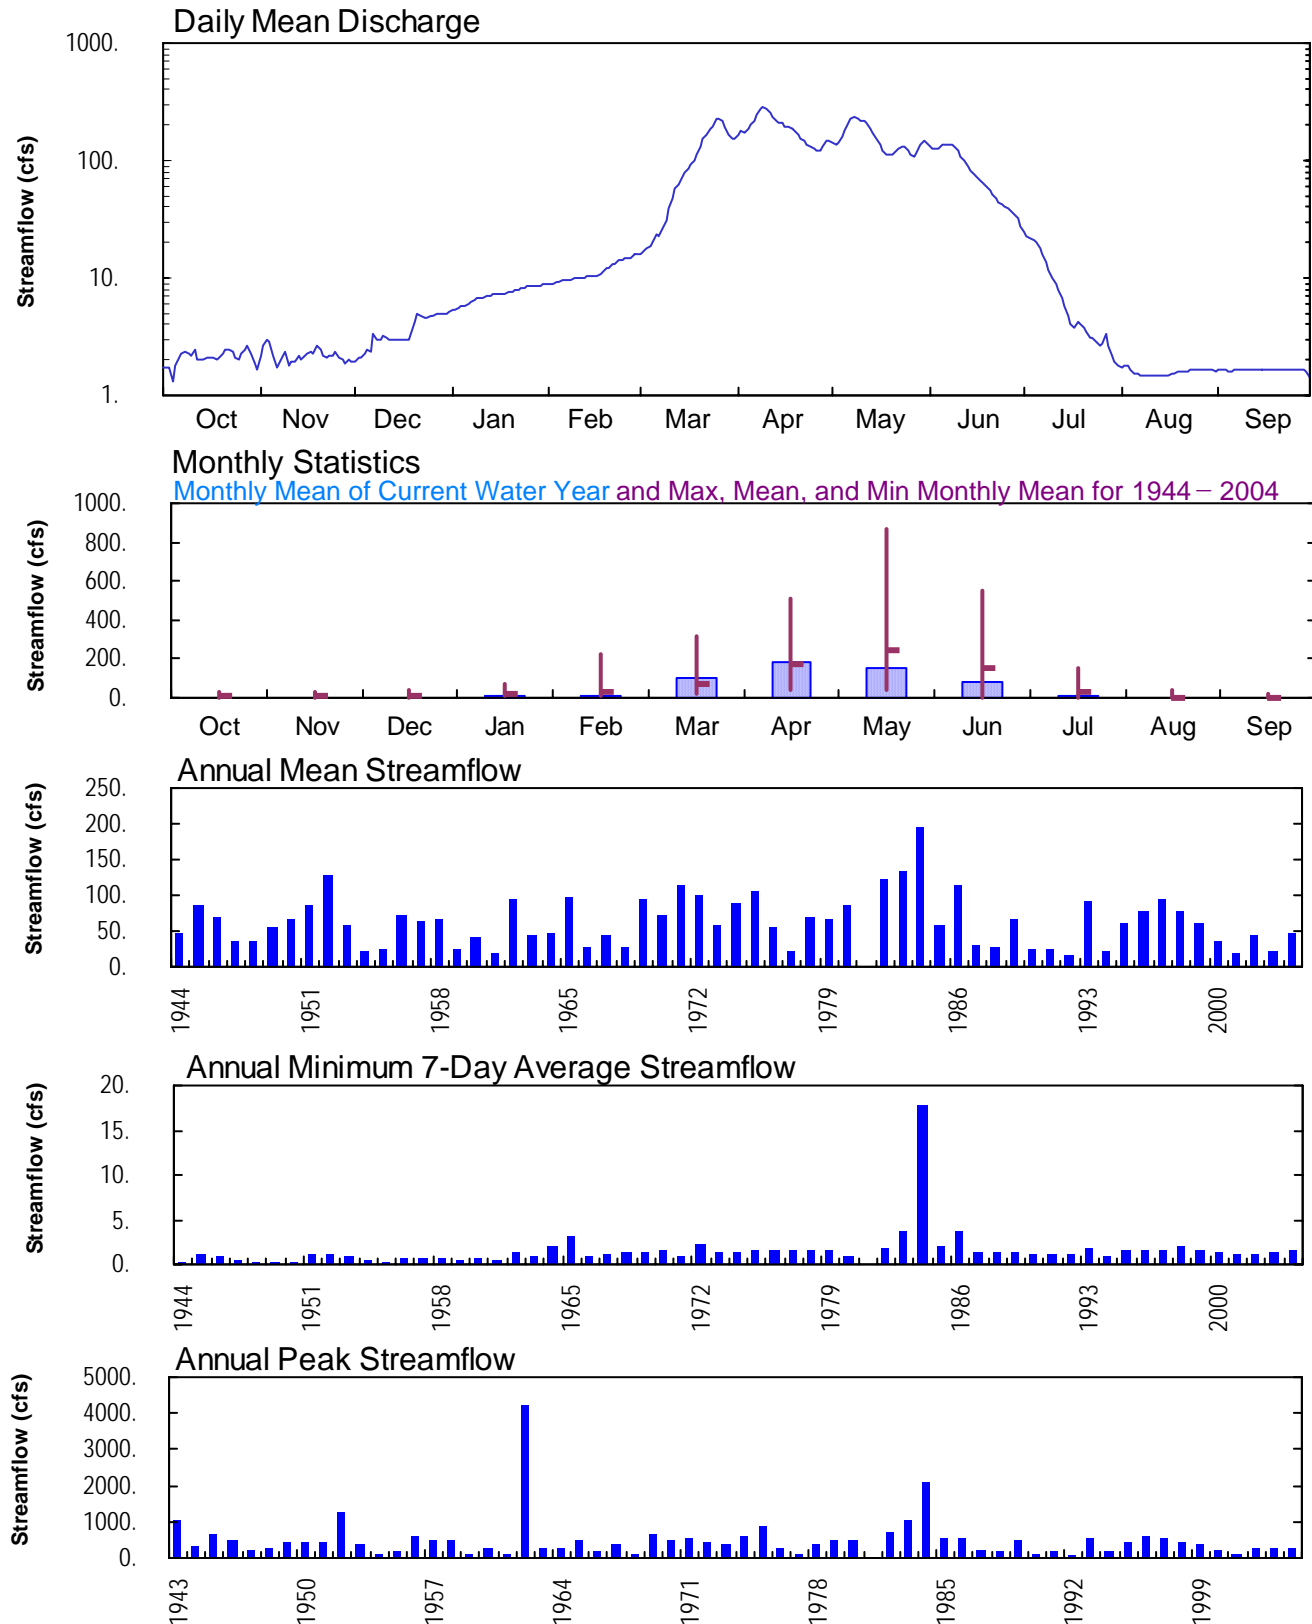 Daily Mean Discharge
Streamflow (cfs)
1000.
100.
10.
1.
Oct Nov Dec Jan Feb Mar Apr May Jun Jul Aug Sep
Monthly Statistics
Monthly Mean of Current Water Year and Max, Mean, and Min Monthly Mean for 1944 – 2004
Streamflow (cfs)
1000.
800.
600.
400.
200.
0.
Oct Nov Dec Jan Feb Mar Apr May Jun Jul Aug Sep
Annual Mean Streamflow
Streamflow (cfs)
250.
200.
150.
100.
50.
0.
1944 1951 1958 1965 1972 1979 1986 1993 2000
Annual Minimum 7-Day Average Streamflow
Streamflow (cfs)
20.
15.
10.
5.
0.
1944 1951 1958 1965 1972 1979 1986 1993 2000
Annual Peak Streamflow
Streamflow (cfs)
5000.
4000.
3000.
2000.
1000.
0.
1943 1950 1957 1964 1971 1978 1985 1992 1999